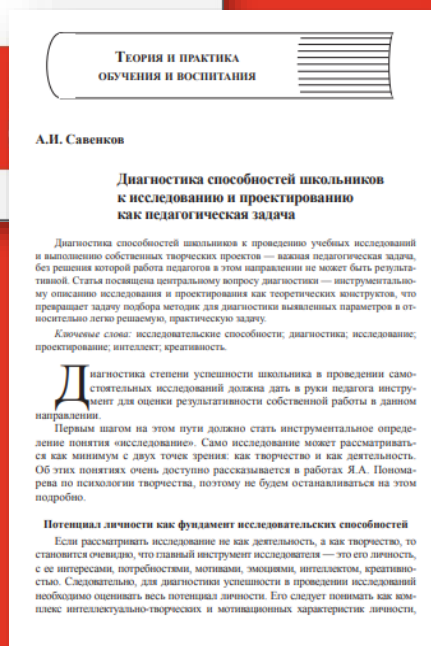 Теория и практика
обучения и воспитания
А.И. Савенков
Диагностика способностей школьников
к исследованию и проектированию
как педагогическая задача
Диагностика способностей школьников к проведению учебных исследований
и выполнению собственных творческих проектов — важная педагогическая задача,
без решения которой работа педагогов в этом направлении не может быть результа-
тивной. Статья посвящена центральному вопросу диагностики — инструментально-
му описанию исследования и проектирования как теоретических конструктов, что
превращает задачу подбора методик для диагностики выявленных параметров в от-
носительно легко решаемую, практическую задачу.
Ключевые слова: исследовательские способности; диагностика; исследование;
проектирование; интеллект; креативность.
Диагностика степени успешности школьника в проведении само-
стоятельных исследований должна дать в руки педагога инстру-
мент для оценки результативности собственной работы в данном
направлении.
Первым шагом на этом пути должно стать инструментальное опреде-
ление понятия «исследование». Само исследование может рассматривать-
ся как минимум с двух точек зрения: как творчество и как деятельность.
Об этих понятиях очень доступно рассказывается в работах Я.А. Понома-
рева по психологии творчества, поэтому не будем останавливаться на этом
подробно.
Потенциал личности как фундамент исследовательских способностей
Если рассматривать исследование не как деятельность, а как творчество, то
становится очевидно, что главный инструмент исследователя — это его личность,
с ее интересами, потребностями, мотивами, эмоциями, интеллектом, креативно-
стью. Следовательно, для диагностики успешности в проведении исследований
необходимо оценивать весь потенциал личности. Его следует понимать как ком-
плекс интеллектуально-творческих и мотивационных характеристик личности,